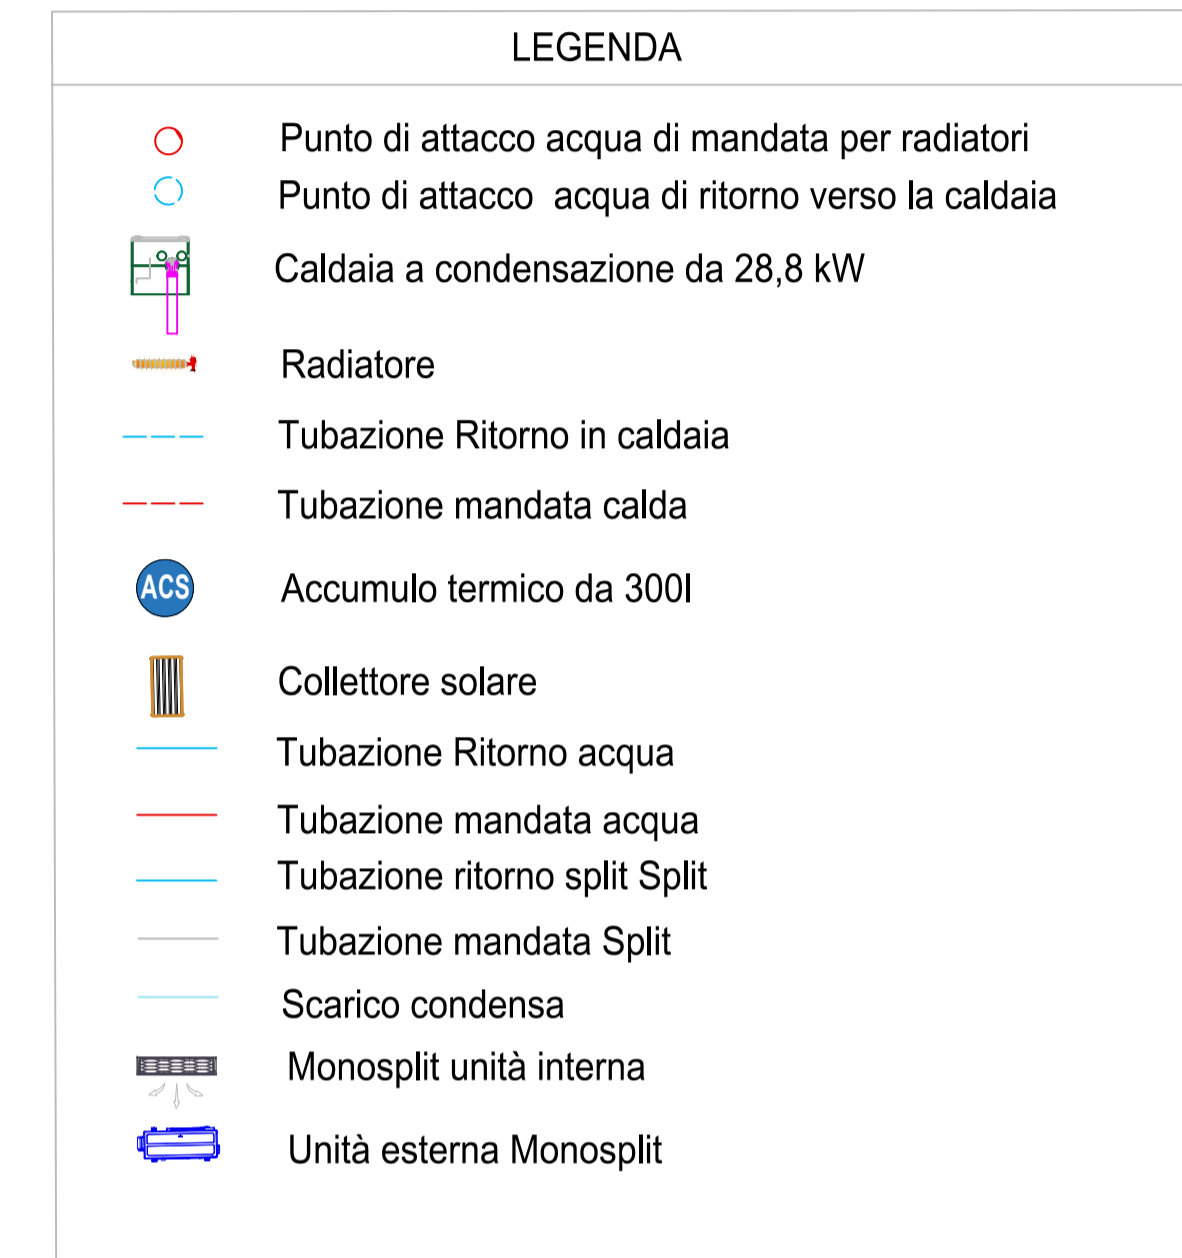 LEGENDA
Punto di attacco acqua di mandata per radiatori
Punto di attacco  acqua di ritorno verso la caldaia
Caldaia a condensazione da 28,8 kW
Radiatore
Tubazione Ritorno in caldaia
Tubazione mandata calda
ACS Accumulo termico da 300l
Collettore solare
Tubazione Ritorno acqua
Tubazione mandata acqua
Tubazione ritorno split Split
Tubazione mandata Split
Scarico condensa
Monosplit unità interna
Unità esterna Monosplit